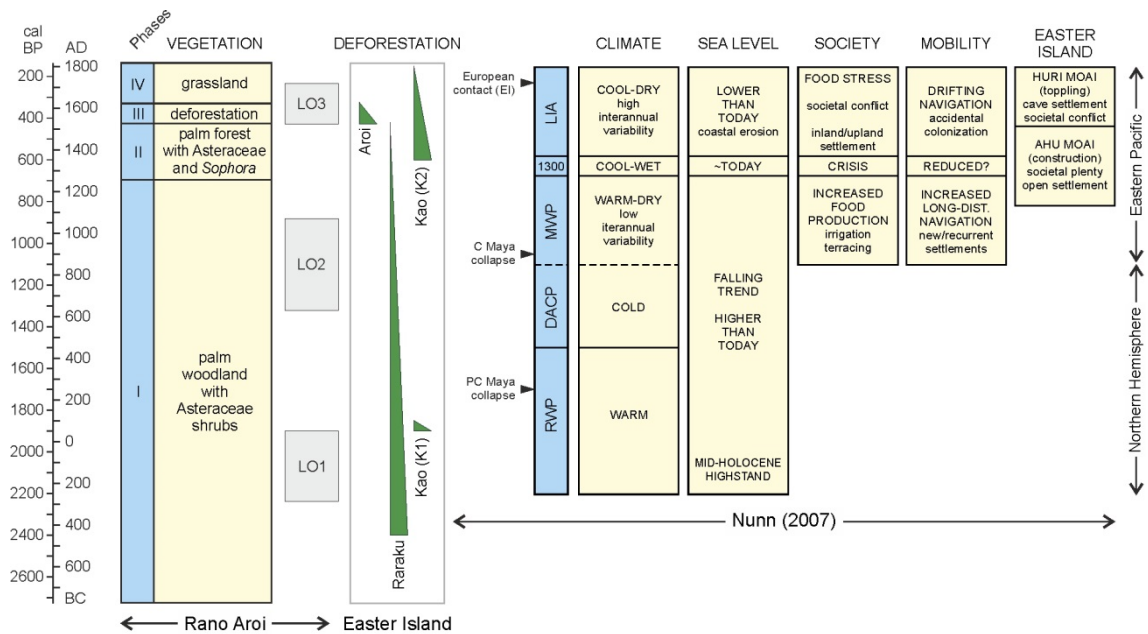 cal BP
AD
Phases
VEGETATION
DEFORESTATION
CLIMATE
SEA LEVEL
SOCIETY
MOBILITY
EASTER
ISLAND
200
400
600
800
1000
1200
1400
1600
1800
2000
2200
2400
2600
1800
1600
1400
1200
1000
800
600
400
200
0
200
400
600
BC
IV
III
II
I
grassland
deforestation
palm forest
with Asteraceae
and Sophora
palm
woodland
with
Asteraceae
shrubs
LO3
LO2
LO1
Aroi
Kao (K2)
Kao (K1)
Raraku
European
contact (EI)
C Maya
collapse
PC Maya
collapse
LIA
1300
MWP
DACP
RWP
COOL-DRY
high
interannual
variability
COOL-WET
WARM-DRY
low
iterannual
variability
COLD
WARM
LOWER
THAN
TODAY
coastal erosion
~TODAY
FALLING
TREND
HIGHER
THAN
TODAY
MID-HOLOCENE
HIGHSTAND
FOOD STRESS
societal conflict
inland/upland
settlement
CRISIS
INCREASED
FOOD
PRODUCTION
irrigation
terracing
DRIFTING
NAVIGATION
accidental
colonization
REDUCED?
INCREASED
LONG-DIST.
NAVIGATION
new/recurrent
settlements
HURI MOAI
(toppling)
cave settlement
societal conflict
AHU MOAI
(construction)
societal plenty
open settlement
Eastern Pacific
Northern Hemisphere
Nunn (2007)
Rano Aroi
Easter Island